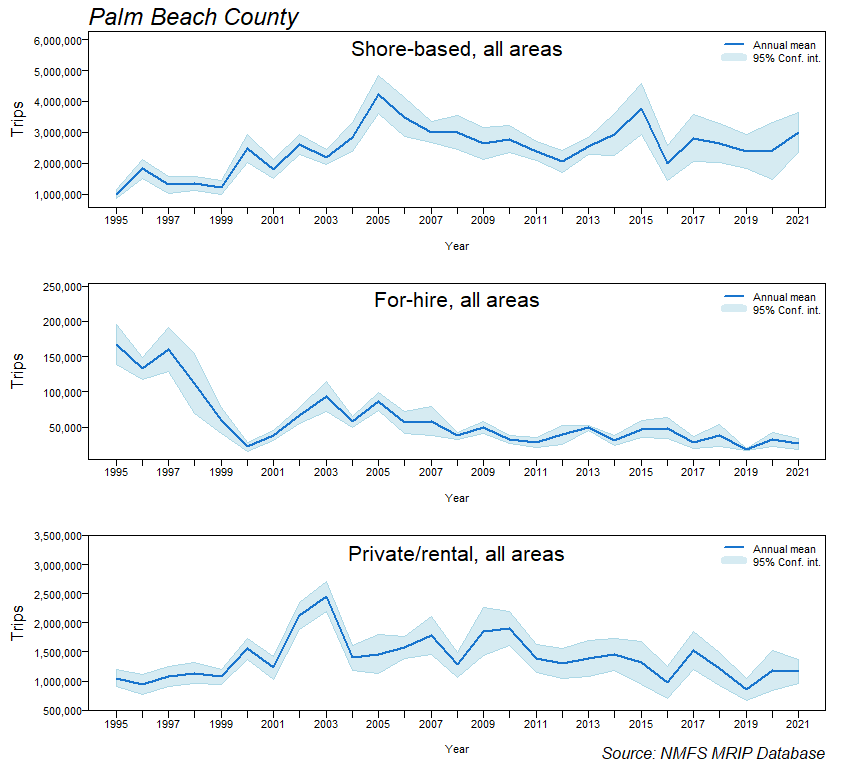 Palm Beach County
Shore-based, all areas
Annual mean
95% Conf. int.
Trips
6,000,000
5,000,000
4,000,000
3,000,000
2,000,000
1,000,000
1995 1997 1999 2001 2003 2005 2007 2009 2011 2013 2015 2017 2019 2021
Year
For-hire, all areas
Annual mean
95% Conf. int.
Trips
250,000
200,000
150,000
100,000
50,000
1995 1997 1999 2001 2003 2005 2007 2009 2011 2013 2015 2016 2017 2019 2021
Year
Private/rental, all areas
Annual mean
95% Conf. int.
Trips
3,500,000
3,000,000
2,500,000
2,000,000
1,500,000
1,000,000
500,000
1995 1997 1999 2001 2003 2005 2007 2009 2011 2013 2015 2017 2019 2021
Year
Source: NMFS MRIP Database